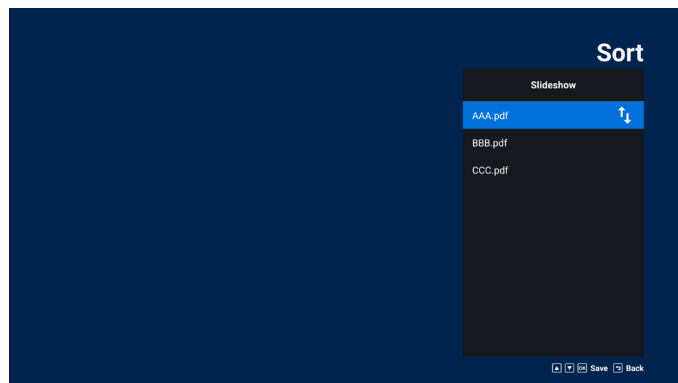 Sort
Slideshow
AAA.pdf
BBB.pdf
CCC.pdf
OK Save Back